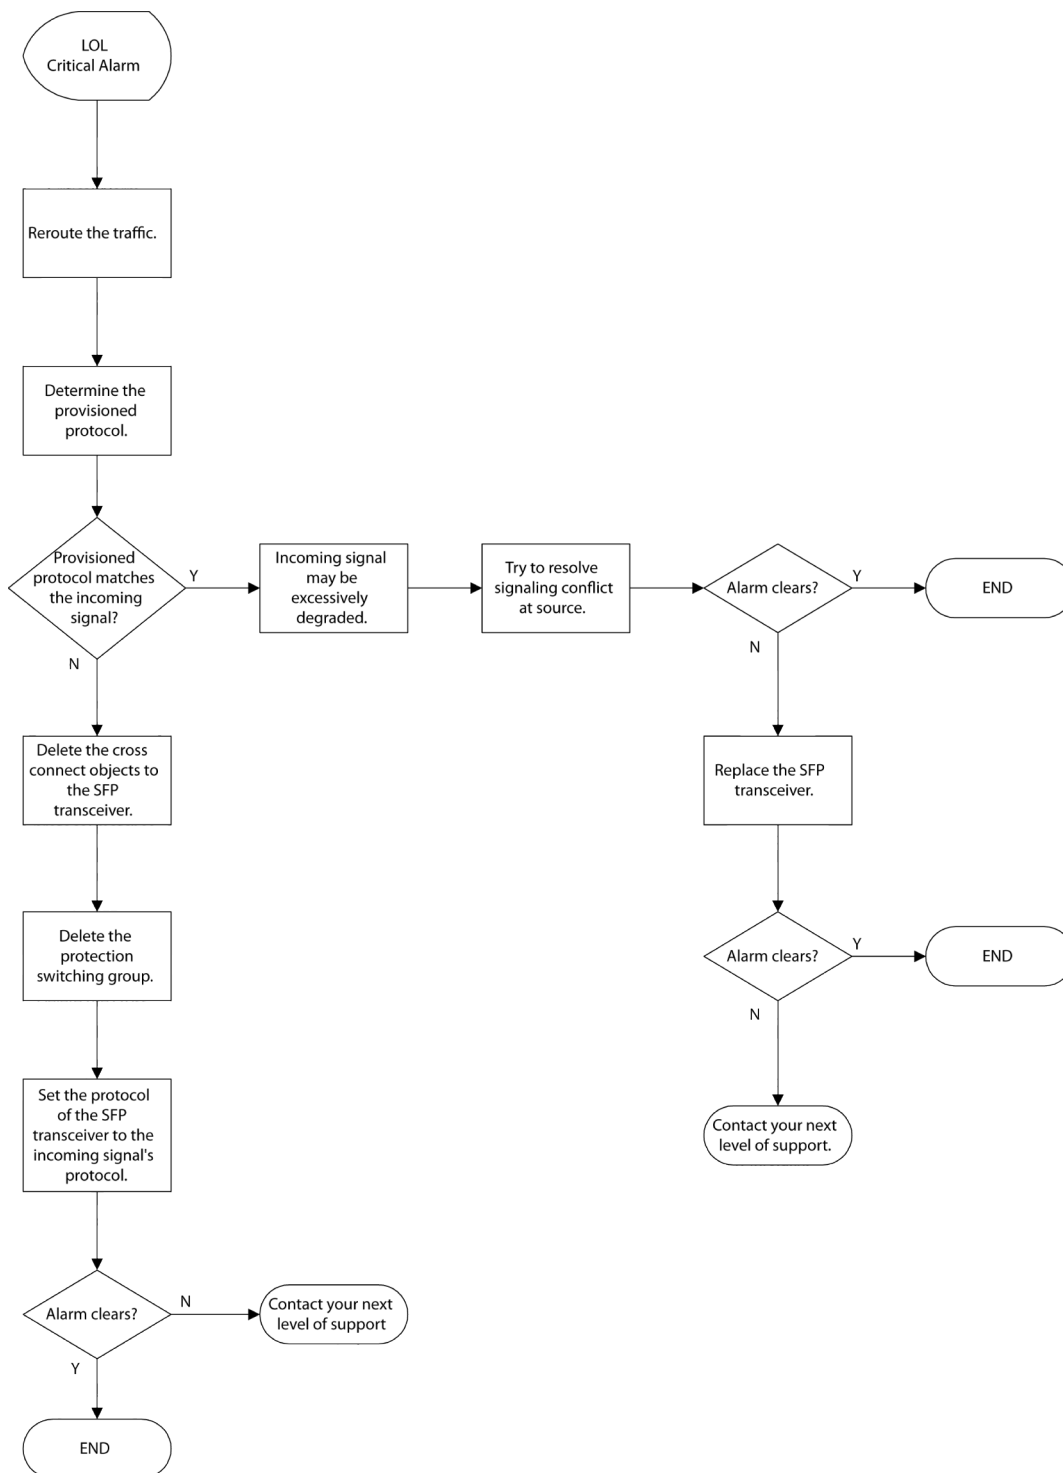 LOL
Critical Alarm
Reroute the traffic.
Determine the
provisioned
protocol.
Provisioned
protocol matches
the incoming
signal?
Y
N
Incoming signal
may be
excessively
degraded.
Try to resolve
signaling conflict
at source.
Alarm clears?
Y
END
N
Replace the SFP
transceiver.
Alarm clears?
Y
END
N
Contact your next
level of support.
Delete the cross
connect objects to
the SFP
transceiver.
Delete the
protection
switching group.
Set the protocol
of the SFP
transceiver to the
incoming signal's
protocol.
Alarm clears?
N
Contact your next
level of support
Y
END